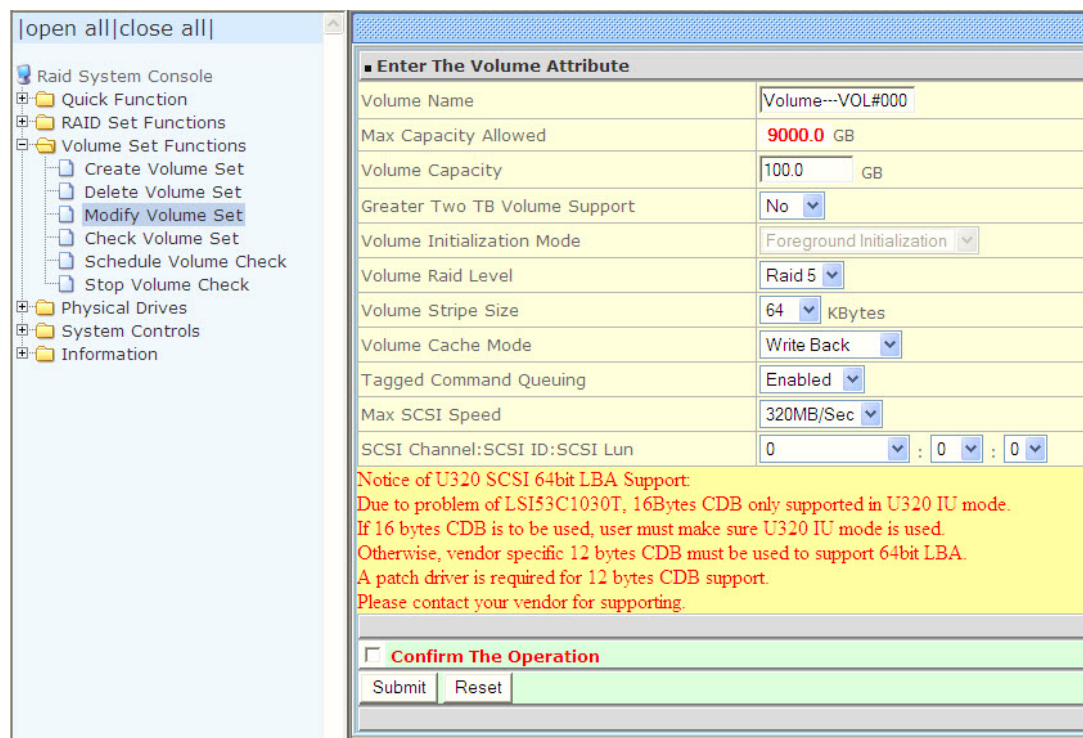 |open all|close all|
Raid System Console
Quick Function
RAID Set Functions
Volume Set Functions
Create Volume Set
Delete Volume Set
Modify Volume Set
Check Volume Set
Schedule Volume Check
Stop Volume Check
Physical Drives
System Controls
Information
Enter The Volume Attribute
Volume Name Volume---VOL#000
Max Capacity Allowed 9000.0 GB
Volume Capacity 100.0 GB
Greater Two TB Volume Support No
Volume Initialization Mode Foreground Initialization
Volume Raid Level Raid 5
Volume Stripe Size 64 KBytes
Volume Cache Mode Write Back
Tagged Command Queuing Enabled
Max SCSI Speed 320MB/Sec
SCSI Channel:SCSI ID:SCSI Lun 0 : 0 : 0
Notice of U320 SCSI 64bit LBA Support:
Due to problem of LSI53C1030T, 16Bytes CDB only supported in U320 IU mode.
If 16 bytes CDB is to be used, user must make sure U320 IU mode is used.
Otherwise, vendor specific 12 bytes CDB must be used to support 64bit LBA.
A patch driver is required for 12 bytes CDB support.
Please contact your vendor for supporting.
Confirm The Operation
Submit Reset